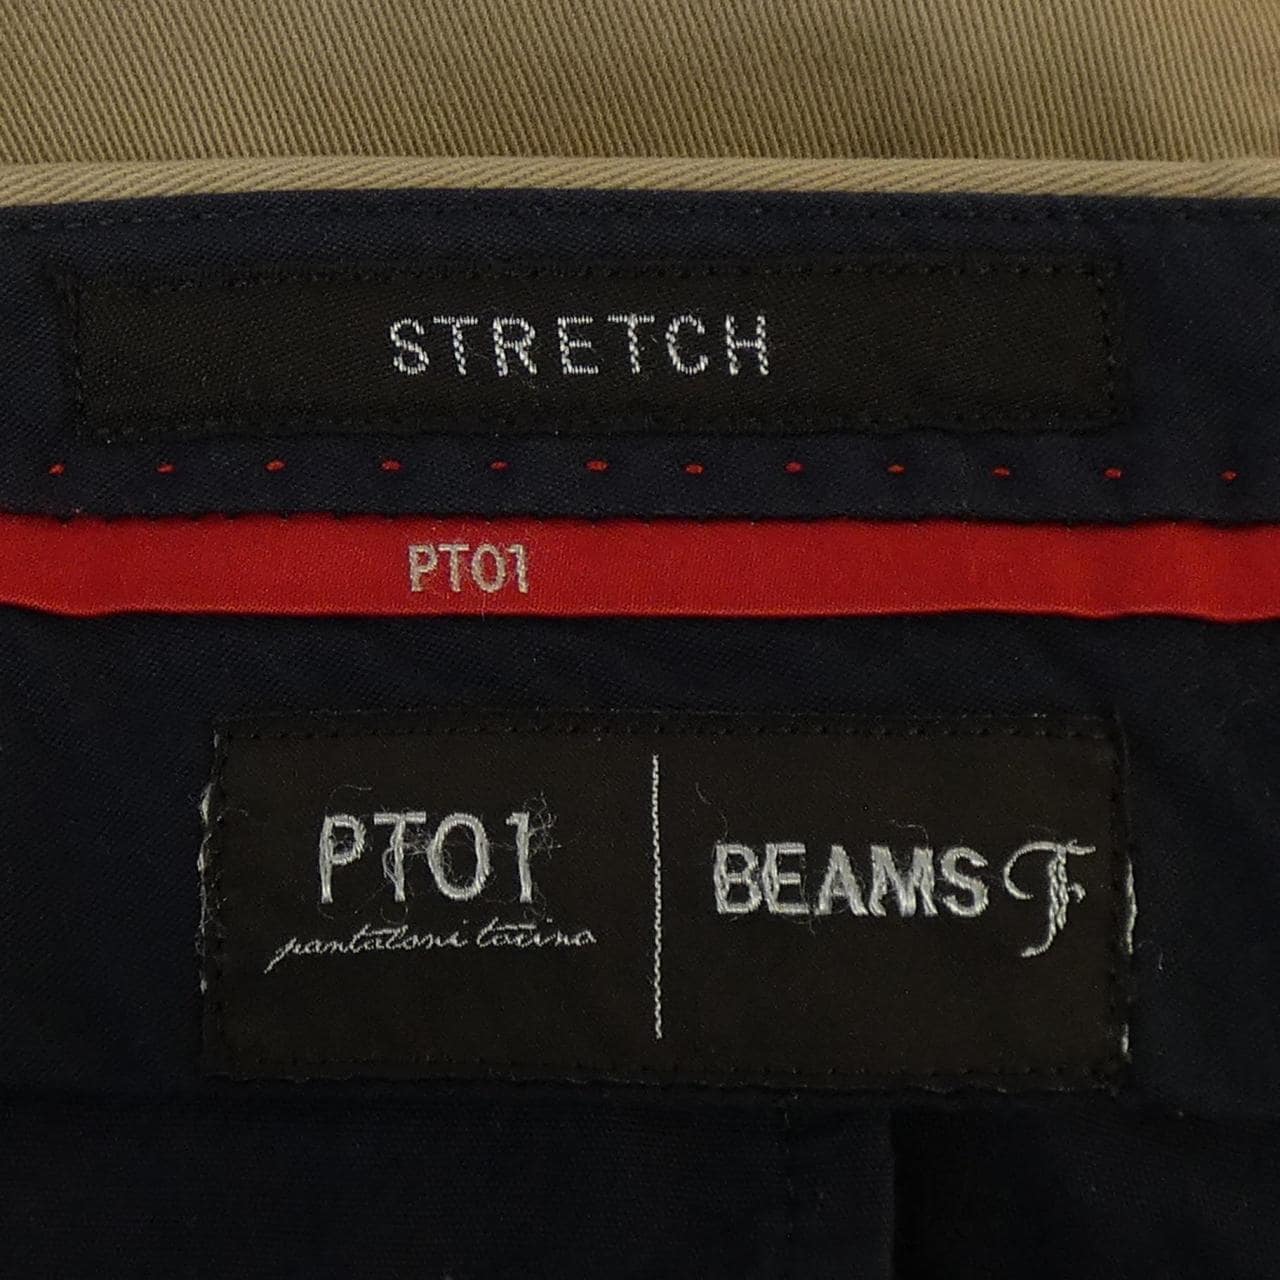 STRETCH
PT01
PT01
pantaloni torino
BEAMS F